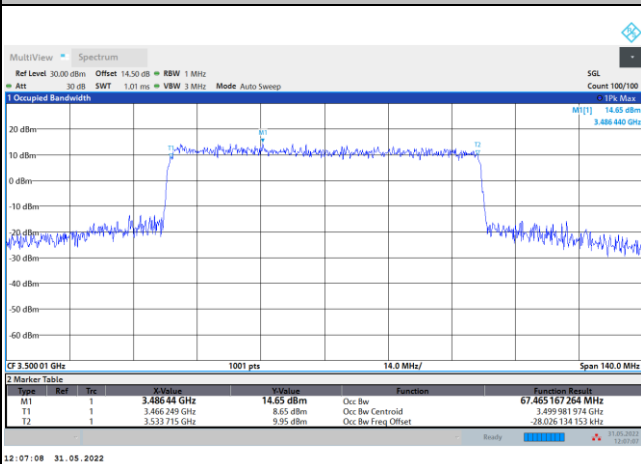 MultiView Spectrum
Ref Level 30.00 dBm Offset 14.50 dB RBW 1 MHz SGL
Att 30 dB SWT 1.01 ms VBW 3 MHz Mode Auto Sweep Count 100/100
1 Occupied Bandwidth 1Pk Max
M1[1] 14.65 dBm
3.486 440 GHz
20 dBm
M1
T1
T2
10 dBm
0 dBm
-10 dBm
-20 dBm
-30 dBm
-40 dBm
-50 dBm
-60 dBm
CF 3.500 01 GHz 1001 pts 14.0 MHz/ Span 140.0 MHz
2 Marker Table
Type Ref Trc X-Value Y-Value Function Function Result
M1 1 3.486 44 GHz 14.65 dBm Occ Bw 67.465 167 264 MHz
T1 1 3.466 249 GHz 8.65 dBm Occ Bw Centroid 3.499 981 974 GHz
T2 1 3.533 715 GHz 9.95 dBm Occ Bw Freq Offset -28.026 134 153 kHz
Ready 31.05.2022
12:07:07
12:07:08 31.05.2022